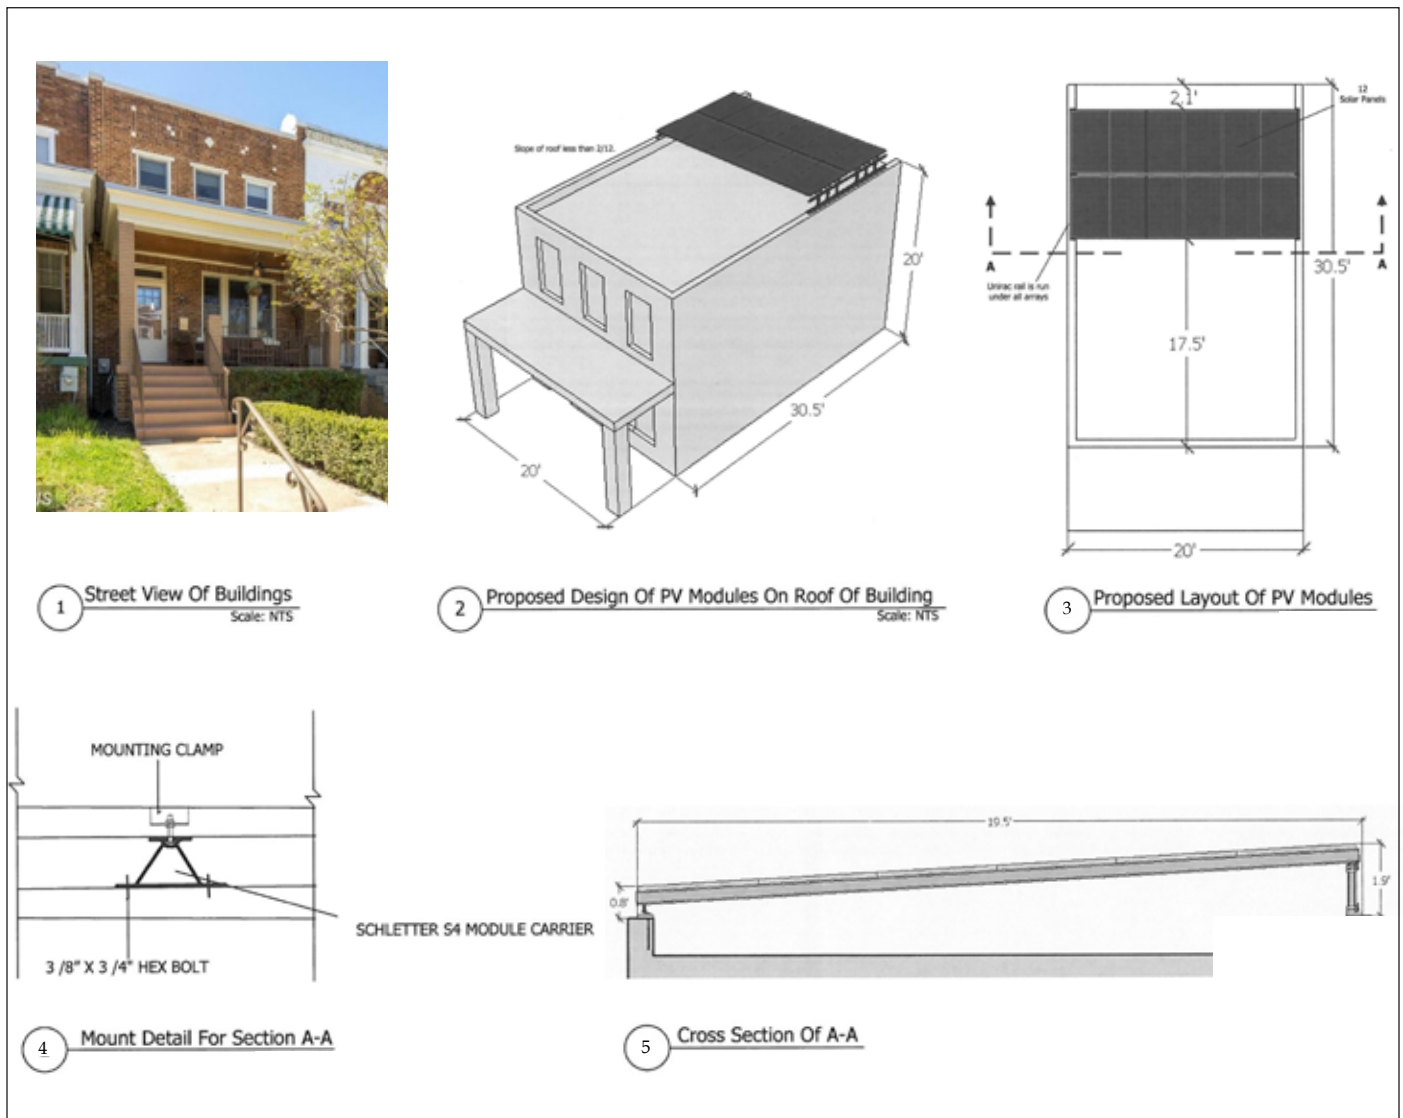 Slope of roof less than 2/12.
20'
30.5'
20'
2.1'
12
Solar Panels
A
A
30.5'
Unirac rail is run
under all arrays
17.5'
20'
1
Street View Of Buildings
Scale: NTS
2
Proposed Design Of PV Modules On Roof Of Building
Scale: NTS
3
Proposed Layout Of PV Modules
MOUNTING CLAMP
SCHLETTER S4 MODULE CARRIER
3 /8" X 3 /4" HEX BOLT
19.5'
0.8'
1.9'
4
Mount Detail For Section A-A
5
Cross Section Of A-A